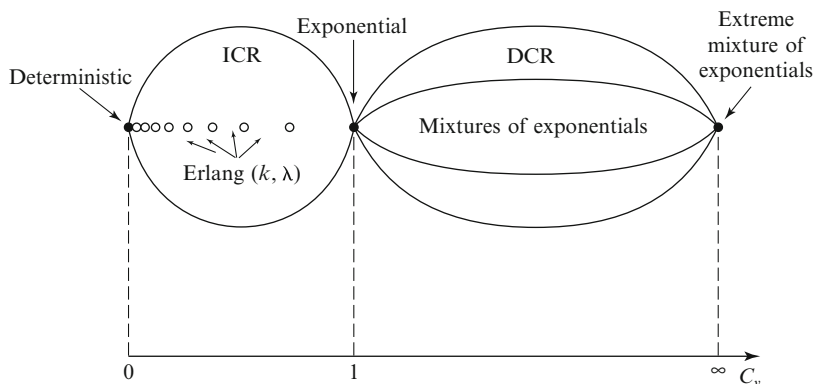 Exponential
Extreme
mixture of
exponentials
ICR
DCR
Deterministic
Mixtures of exponentials
Erlang (k, λ)
0
1
∞
C_v